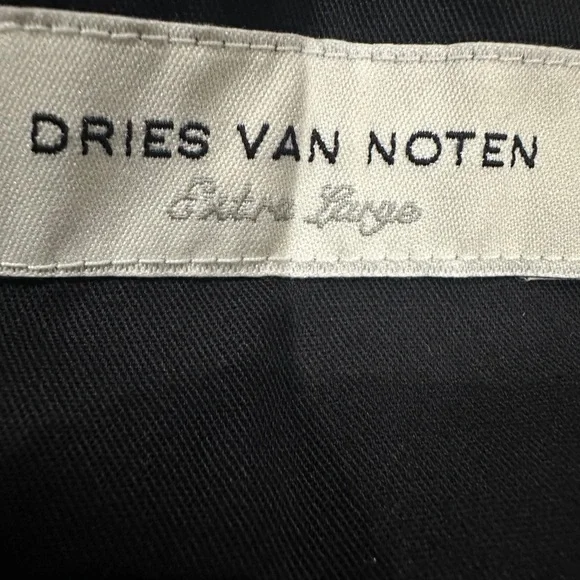 DRIES VAN NOTEN
Extra Large